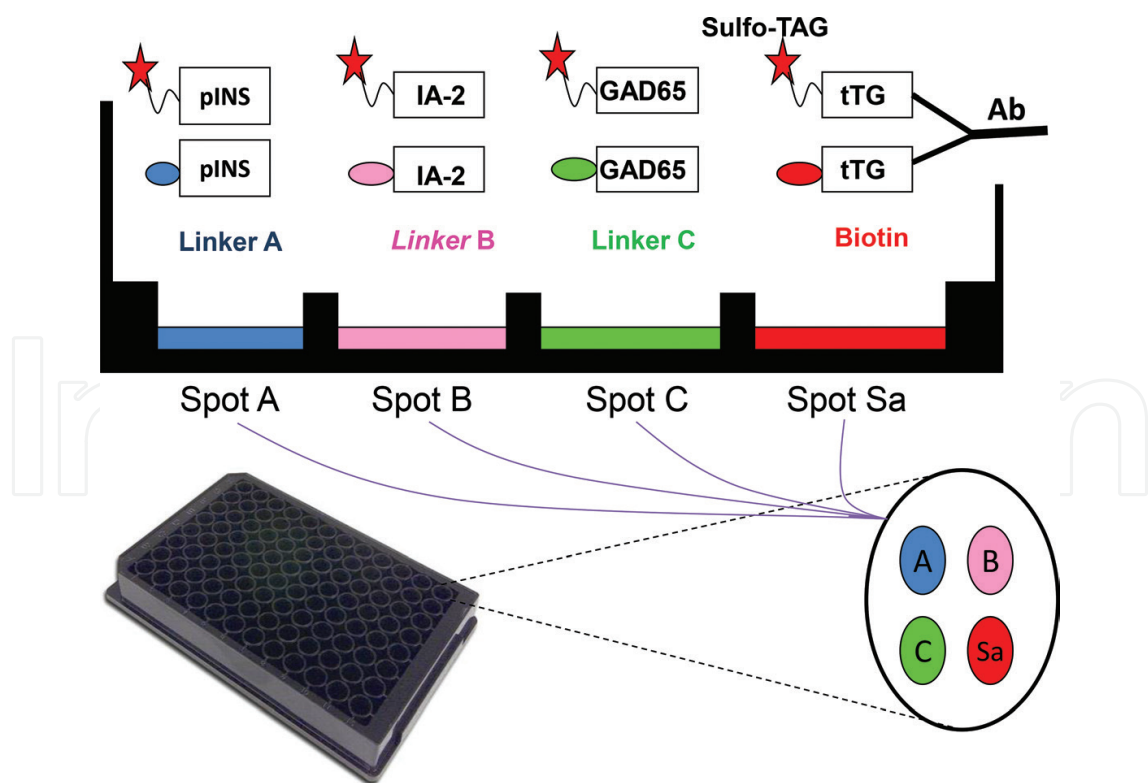 Sulfo-TAG
pINS
IA-2
GAD65
tTG
Ab
pINS
IA-2
GAD65
tTG
Linker A
Linker B
Linker C
Biotin
Spot A
Spot B
Spot C
Spot Sa
A
B
C
Sa